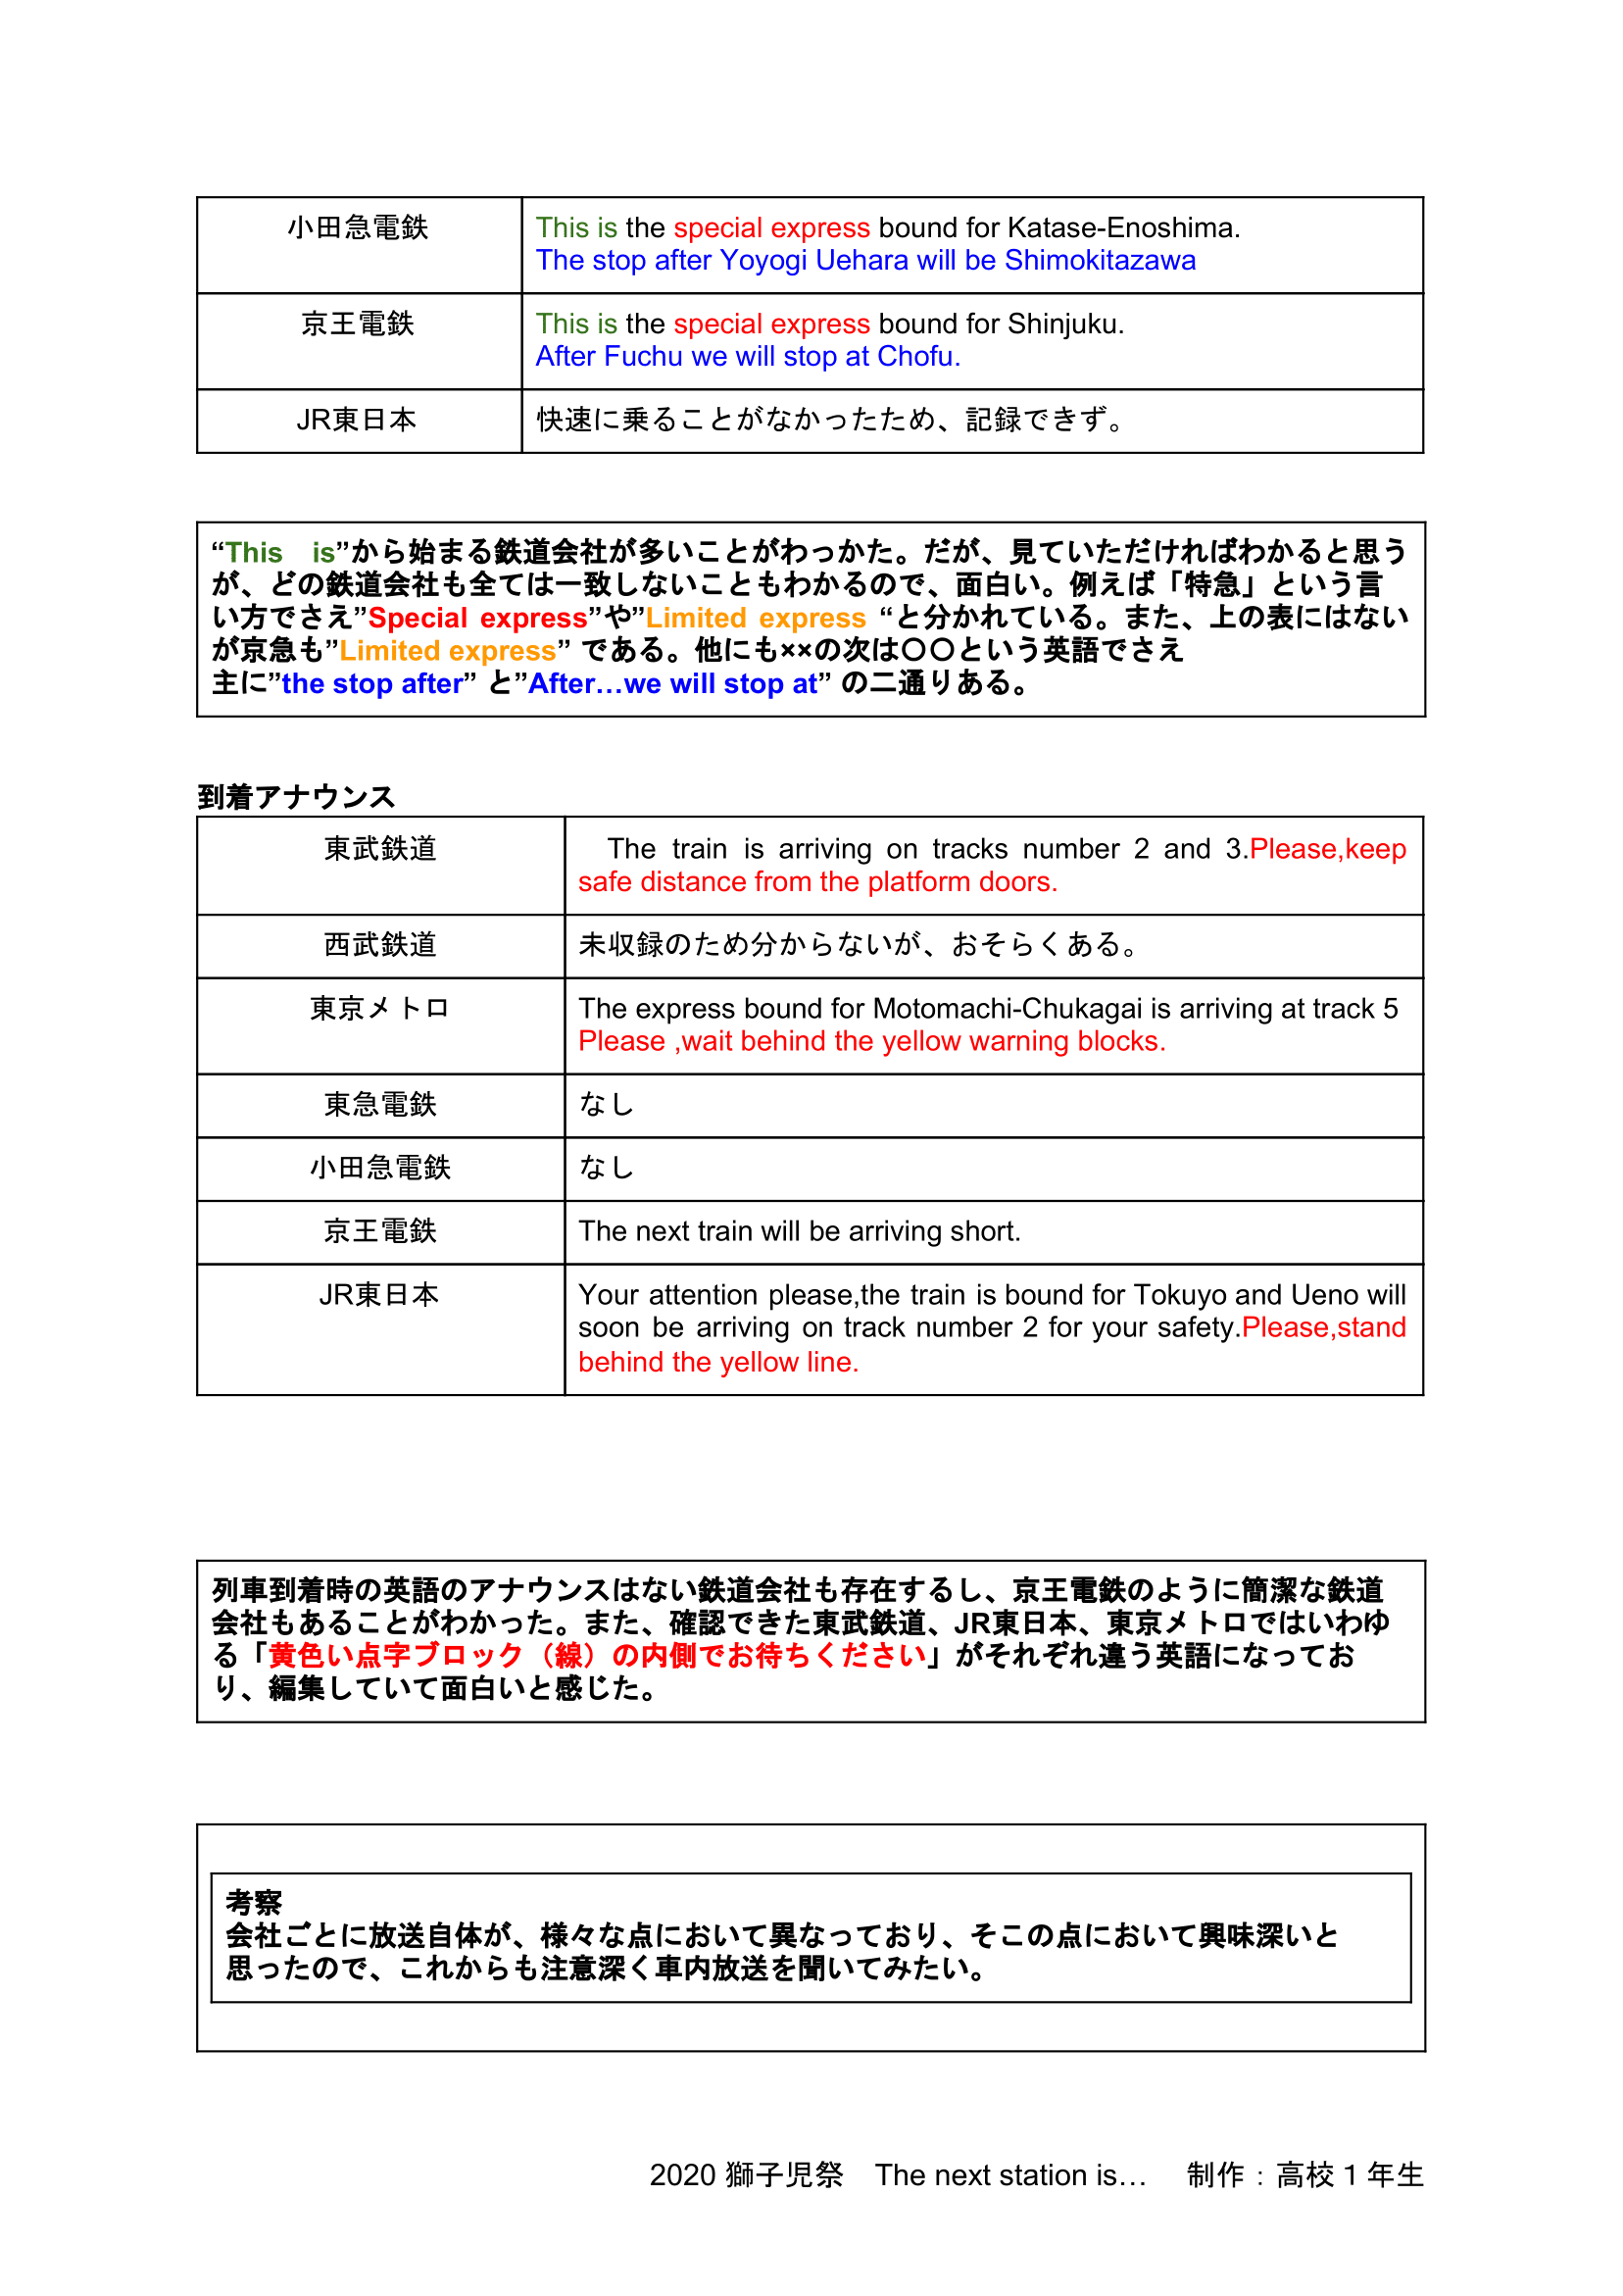 小田急電鉄
This is the special express bound for Katase-Enoshima.
The stop after Yoyogi Uehara will be Shimokitazawa
京王電鉄
This is the special express bound for Shinjuku.
After Fuchu we will stop at Chofu.
JR東日本
快速に乗ることがなかったため、記録できず。
“This　is”から始まる鉄道会社が多いことがわっかた。だが、見ていただければわかると思う
が、どの鉄道会社も全ては一致しないこともわかるので、面白い。例えば「特急」という言
い方でさえ”Special express”や”Limited express “と分かれている。また、上の表にはない
が京急も”Limited express” である。他にも××の次は〇〇という英語でさえ
主に”the stop after” と”After…we will stop at” の二通りある。
到着アナウンス
東武鉄道
The train is arriving on tracks number 2 and 3.Please,keep
safe distance from the platform doors.
西武鉄道
未収録のため分からないが、おそらくある。
東京メトロ
The express bound for Motomachi-Chukagai is arriving at track 5
Please ,wait behind the yellow warning blocks.
東急電鉄
なし
小田急電鉄
なし
京王電鉄
The next train will be arriving short.
JR東日本
Your attention please,the train is bound for Tokuyo and Ueno will
soon be arriving on track number 2 for your safety.Please,stand
behind the yellow line.
列車到着時の英語のアナウンスはない鉄道会社も存在するし、京王電鉄のように簡潔な鉄道
会社もあることがわかった。また、確認できた東武鉄道、JR東日本、東京メトロではいわゆ
る「黄色い点字ブロック（線）の内側でお待ちください」がそれぞれ違う英語になってお
り、編集していて面白いと感じた。
考察
会社ごとに放送自体が、様々な点において異なっており、そこの点において興味深いと
思ったので、これからも注意深く車内放送を聞いてみたい。
2020 獅子児祭　The next station is…　制作：高校 1 年生